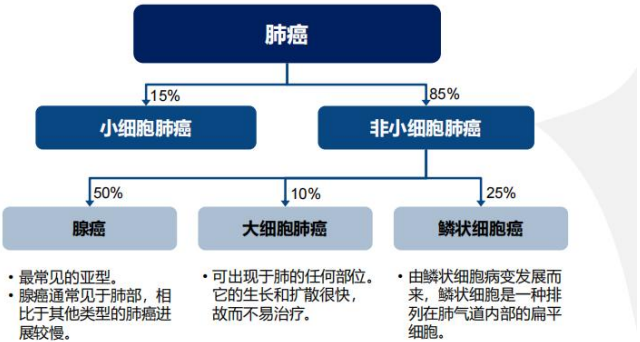 肺癌
15%
85%
小细胞肺癌
非小细胞肺癌
50%
10%
25%
腺癌
大细胞肺癌
鳞状细胞癌
• 最常见的亚型。
• 腺癌通常见于肺部，相
比于其他类型的肺癌进
展较慢。
• 可出现于肺的任何部位。
它的生长和扩散很快，
故而不易治疗。
• 由鳞状细胞病变发展而
来，鳞状细胞是一种排
列在肺气道内部的扁平
细胞。